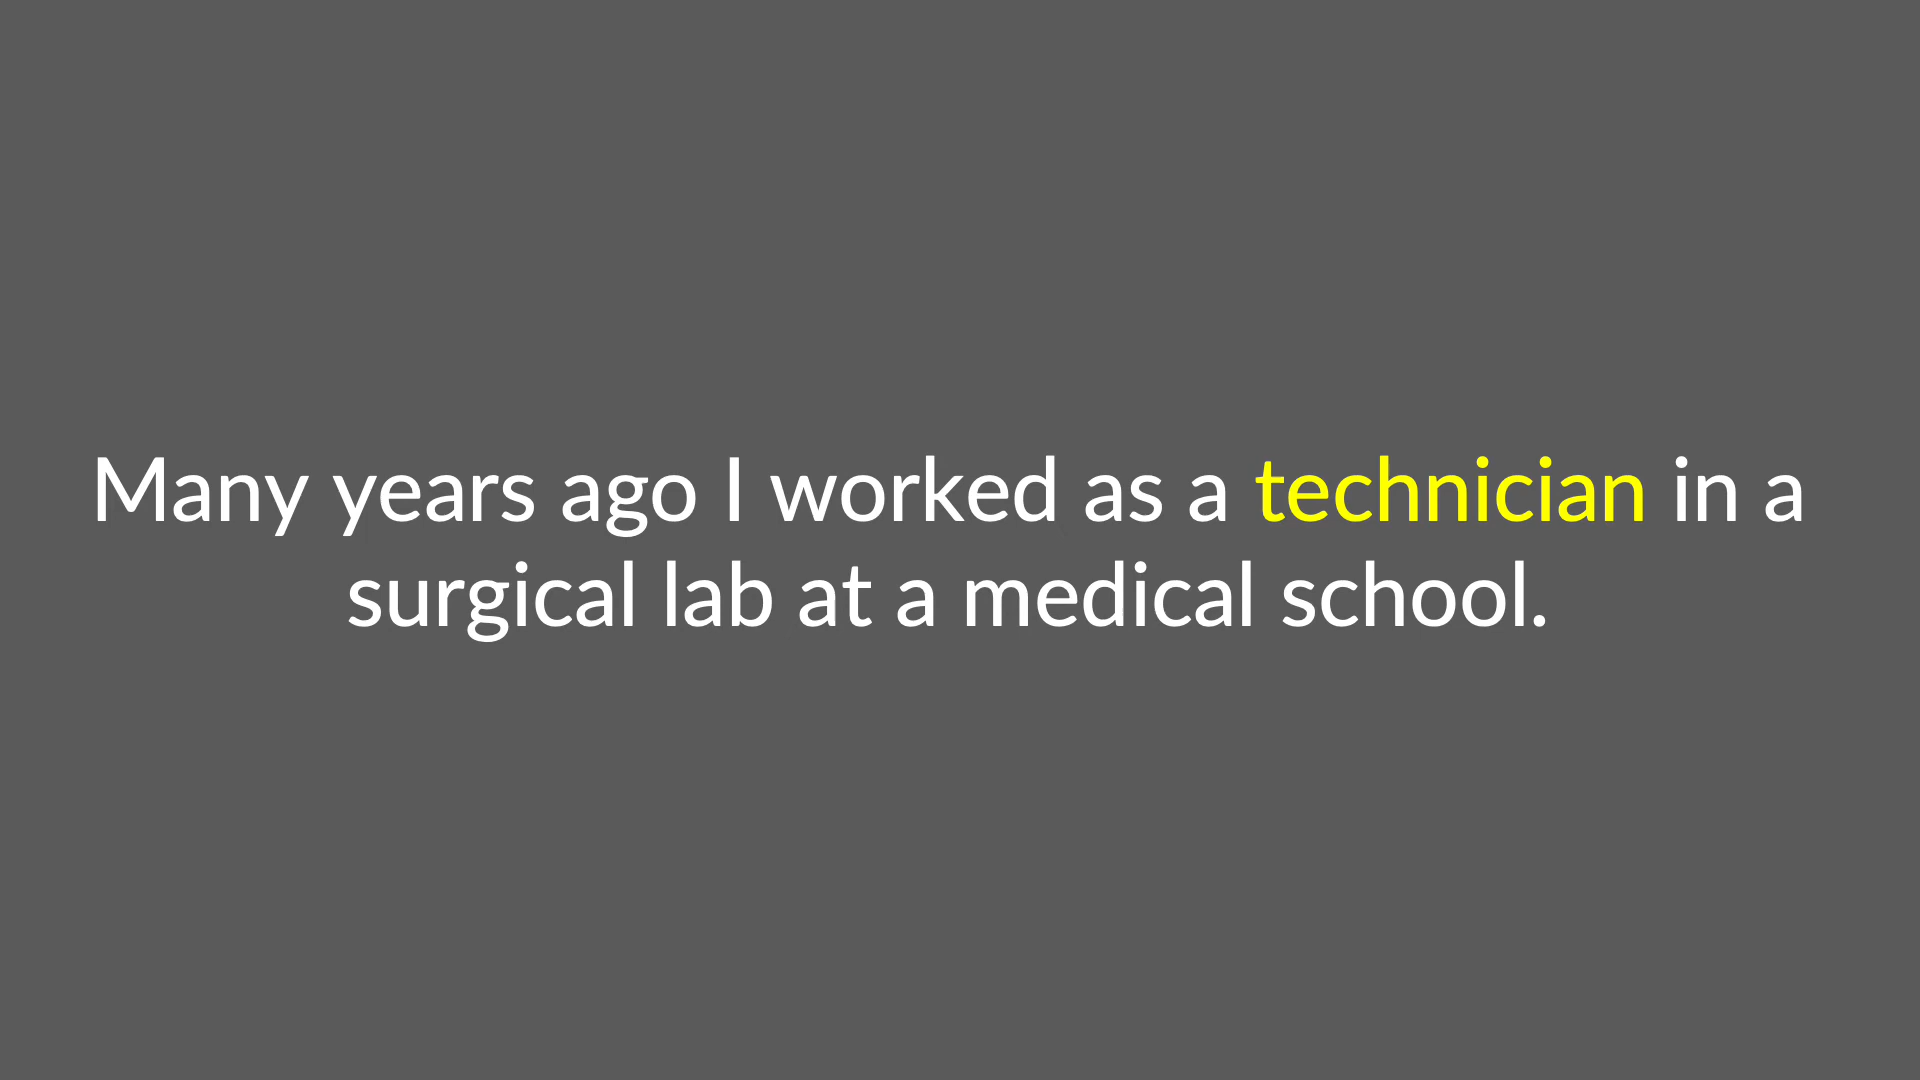 Many years ago I worked as a technician in a
surgical lab at a medical school.